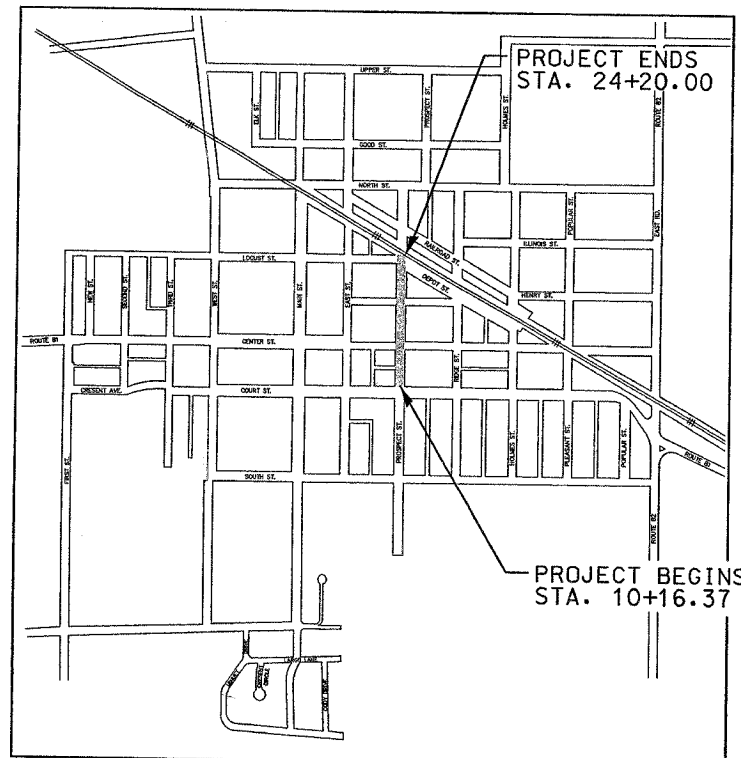 PROJECT ENDS
STA. 24+20.00
UPPER ST.
ELK ST.
PROSPECT ST.
HOLMES ST.
ROUTE 82
GOOD ST.
NORTH ST.
POPULAR ST.
EAST RD.
RAILROAD ST.
ILLINOIS ST.
LOCUST ST.
NEW ST.
SECOND ST.
THIRD ST.
WEST ST.
MAIN ST.
EAST ST.
DEPOT ST.
HENRY ST.
ROUTE 81
CENTER ST.
RIDGE ST.
CRESENT AVE.
COURT ST.
FIRST ST.
PROSPECT ST.
HOLMES ST.
PLEASANT ST.
POPULAR ST.
ROUTE 81
SOUTH ST.
ROUTE 82
PROJECT BEGINS
STA. 10+16.37
LANE
CIRCLE